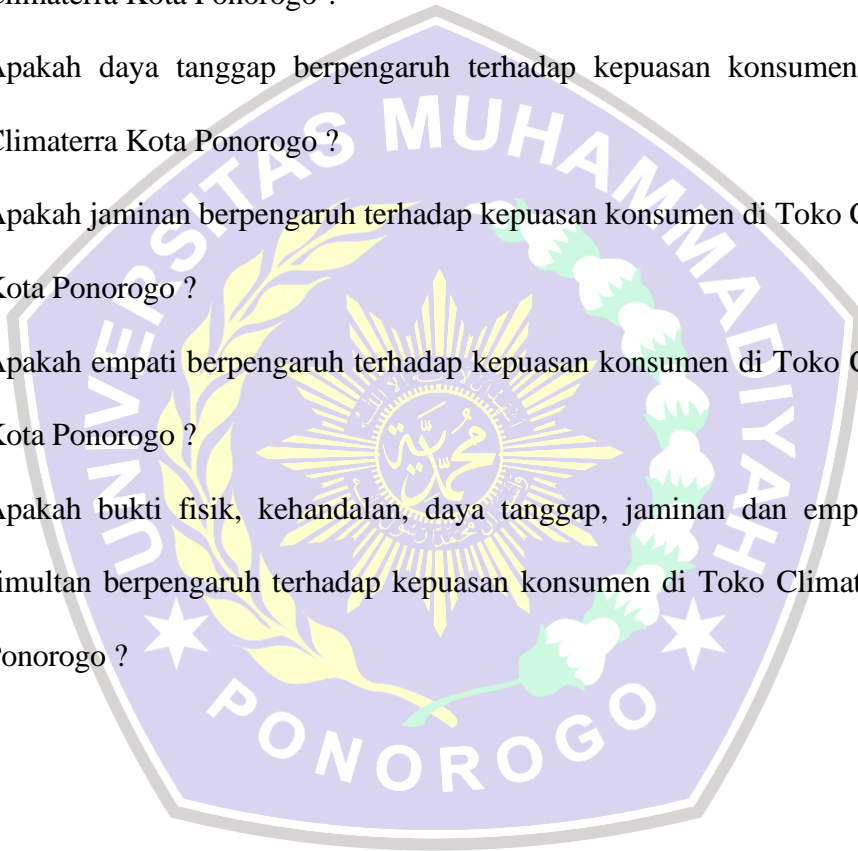 Climaterra Kota Ponorogo ?
Apakah daya tanggap berpengaruh terhadap kepuasan konsumen
Climaterra Kota Ponorogo ?
Apakah jaminan berpengaruh terhadap kepuasan konsumen di Toko C
Kota Ponorogo ?
Apakah empati berpengaruh terhadap kepuasan konsumen di Toko C
Kota Ponorogo ?
Apakah bukti fisik, kehandalan, daya tanggap, jaminan dan emp
imultan berpengaruh terhadap kepuasan konsumen di Toko Climat
Ponorogo ?
UNIVERSITAS MUHAMMADIYAH
PONOROGO
محمدية